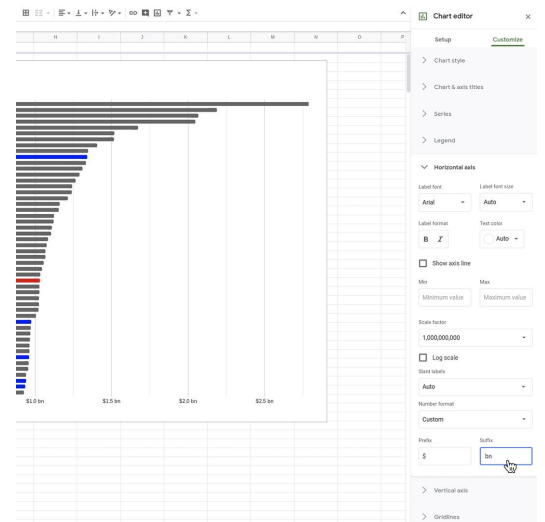 Chart editor
H I J K L M N O P
Setup Customize
Chart style
Chart & axis titles
Series
Legend
Horizontal axis
Label font Label font size
Arial Auto
Label format Text color
B I Auto
Show axis line
Min Max
Minimum value Maximum value
Scale factor
1,000,000,000
Log scale
Slant labels
Auto
$1.0 bn $1.5 bn $2.0 bn $2.5 bn
Number format
Custom
Prefix Suffix
$ bn
Vertical axis
Gridlines